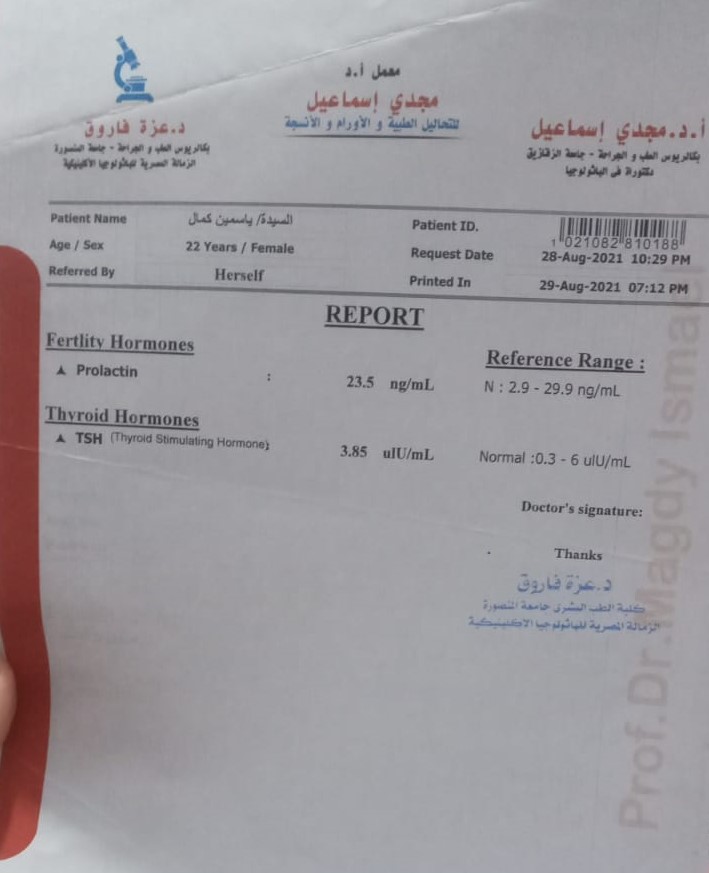 معمل أ.د
مجدي إسماعيل
للتحاليل الطبية و الأورام و الأنسجة
د.عزة فاروق
بكالريوس الطب و الجراحة - جامعة المنصورة
الزمالة المصرية للباثولوجيا الأكلينيكية
أ.د.مجدي إسماعيل
بكالريوس الطب و الجراحة - جامعة الزقازيق
دكتوراة فى الباثولوجيا
Patient Name السيدة/ ياسمين كمال Patient ID.
1 021082 810188
Age / Sex 22 Years / Female Request Date 28-Aug-2021 10:29 PM
Referred By Herself Printed In 29-Aug-2021 07:12 PM
REPORT
Fertlity Hormones Reference Range :
Prolactin : 23.5 ng/mL N : 2.9 - 29.9 ng/mL
Thyroid Hormones
TSH (Thyroid Stimulating Hormone) : 3.85 uIU/mL Normal :0.3 - 6 uIU/mL
Doctor's signature:
Thanks
د.عزة فاروق
كلية الطب البشرى جامعة المنصورة
الزمالة المصرية للباثولوجيا الاكلينيكية
Prof.Dr.Magdy Ismael